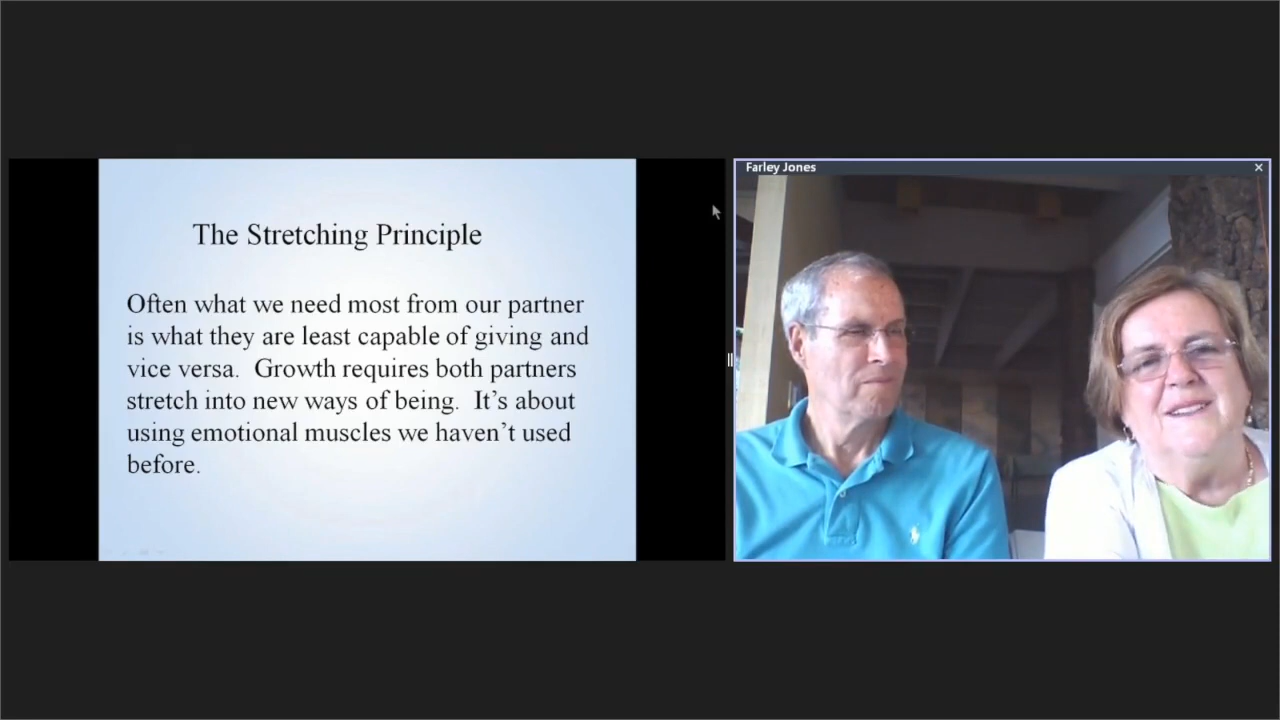 The Stretching Principle
Often what we need most from our partner
is what they are least capable of giving and
vice versa.  Growth requires both partners
stretch into new ways of being.  It’s about
using emotional muscles we haven’t used
before.
Farley Jones